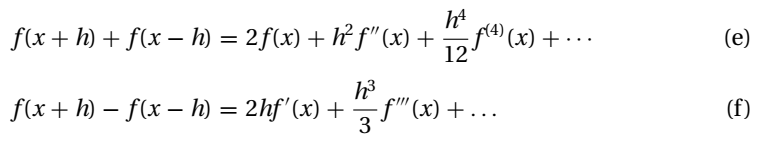 f(x + h) + f(x − h) = 2f(x) + h²f″(x) + h⁴/12 f⁽⁴⁾(x) + ⋯ (e)
f(x + h) − f(x − h) = 2hf′(x) + h³/3 f‴(x) + … (f)